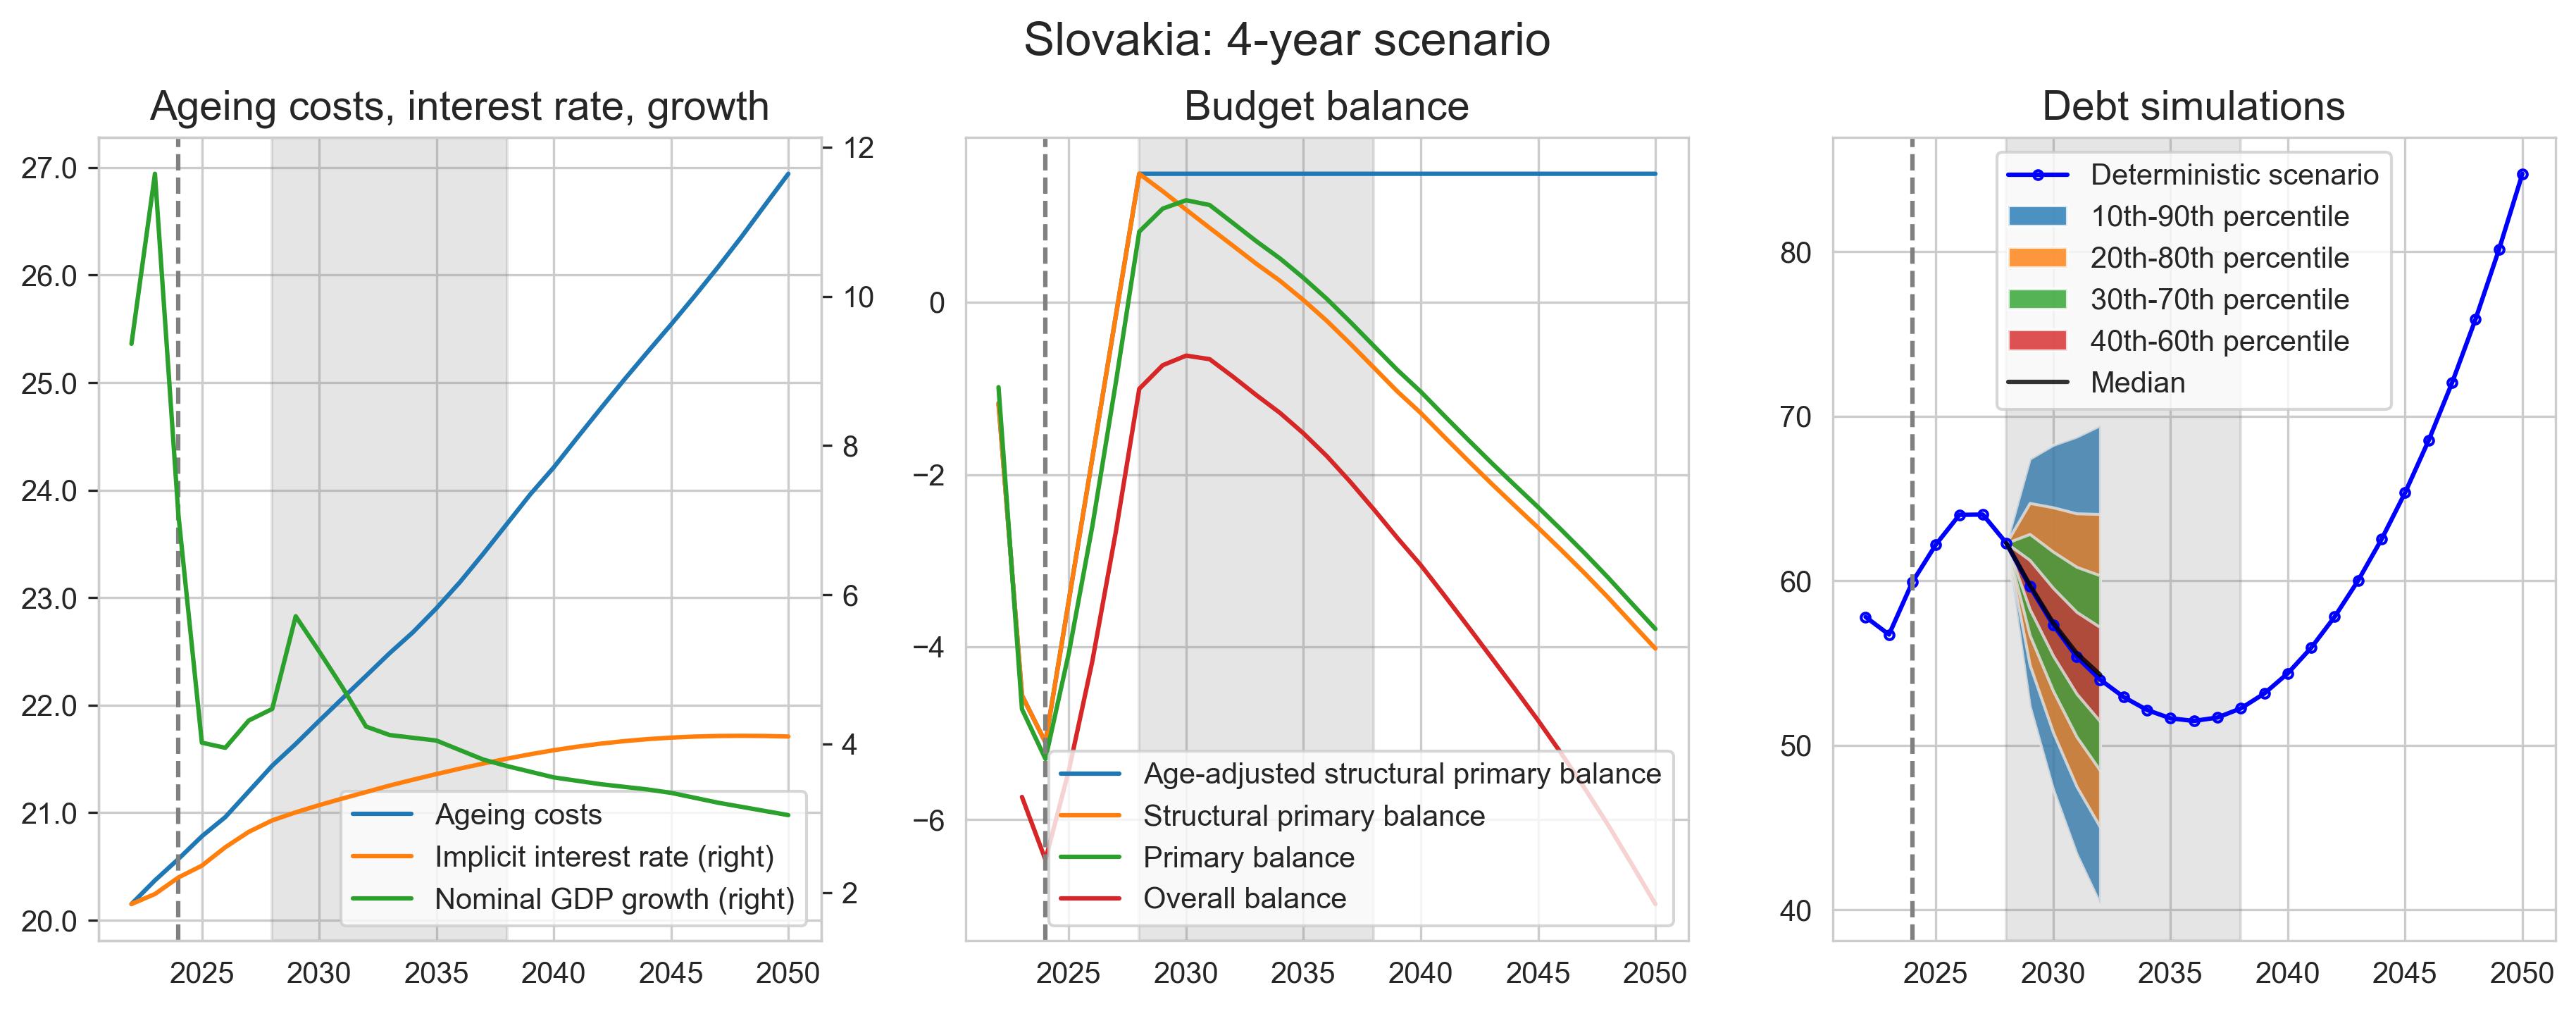 Slovakia: 4-year scenario
Ageing costs, interest rate, growth
27.0
26.0
25.0
24.0
23.0
22.0
21.0
20.0
12
10
8
6
4
2
Ageing costs
Implicit interest rate (right)
Nominal GDP growth (right)
2025 2030 2035 2040 2045 2050
Budget balance
0
−2
−4
−6
Age-adjusted structural primary balance
Structural primary balance
Primary balance
Overall balance
2025 2030 2035 2040 2045 2050
Debt simulations
80
70
60
50
40
Deterministic scenario
10th-90th percentile
20th-80th percentile
30th-70th percentile
40th-60th percentile
Median
2025 2030 2035 2040 2045 2050